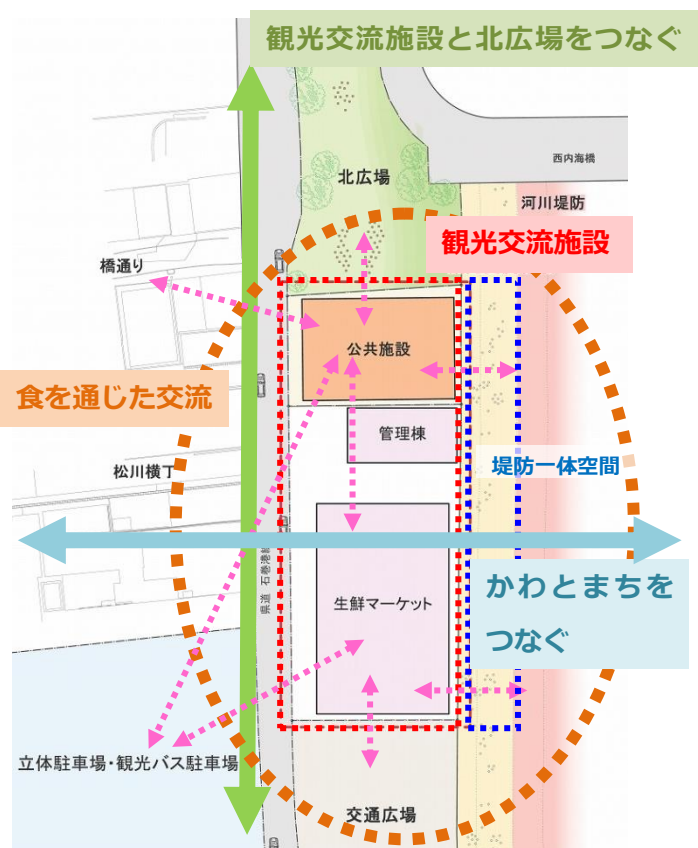 観光交流施設と北広場をつなぐ
西内海橋
北広場
河川堤防
観光交流施設
橋通り
公共施設
食を通じた交流
管理棟
松川横丁
堤防一体空間
県道 石巻港
かわとまちを
つなぐ
生鮮マーケット
立体駐車場・観光バス駐車場
交通広場